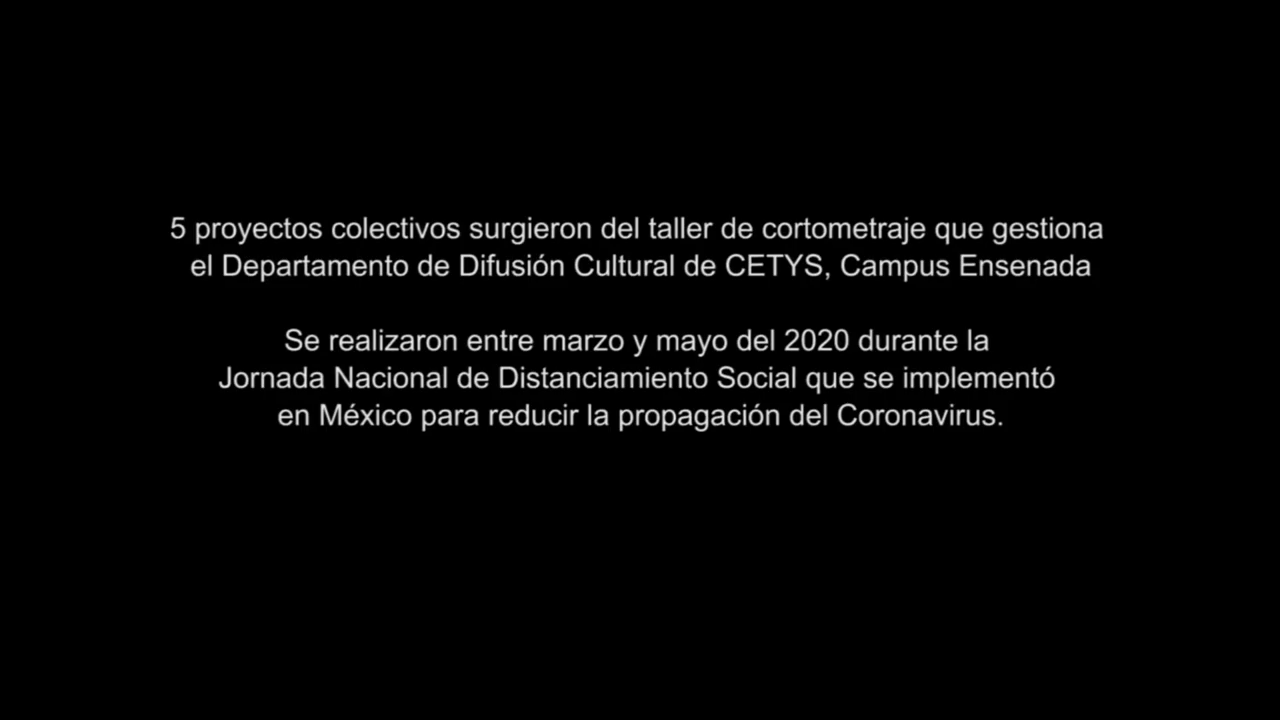 5 proyectos colectivos surgieron del taller de cortometraje que gestiona
el Departamento de Difusión Cultural de CETYS, Campus Ensenada
Se realizaron entre marzo y mayo del 2020 durante la
Jornada Nacional de Distanciamiento Social que se implementó
en México para reducir la propagación del Coronavirus.